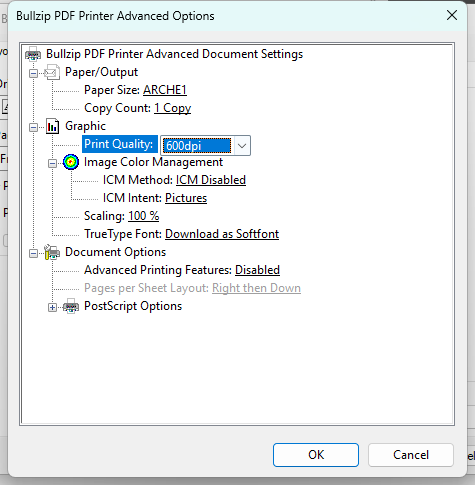 Bullzip PDF Printer Advanced Options
Bullzip PDF Printer Advanced Document Settings
Paper/Output
Paper Size: ARCHE1
Copy Count: 1 Copy
Graphic
Print Quality: 600dpi
Image Color Management
ICM Method: ICM Disabled
ICM Intent: Pictures
Scaling: 100 %
TrueType Font: Download as Softfont
Document Options
Advanced Printing Features: Disabled
Pages per Sheet Layout: Right then Down
PostScript Options
OK
Cancel